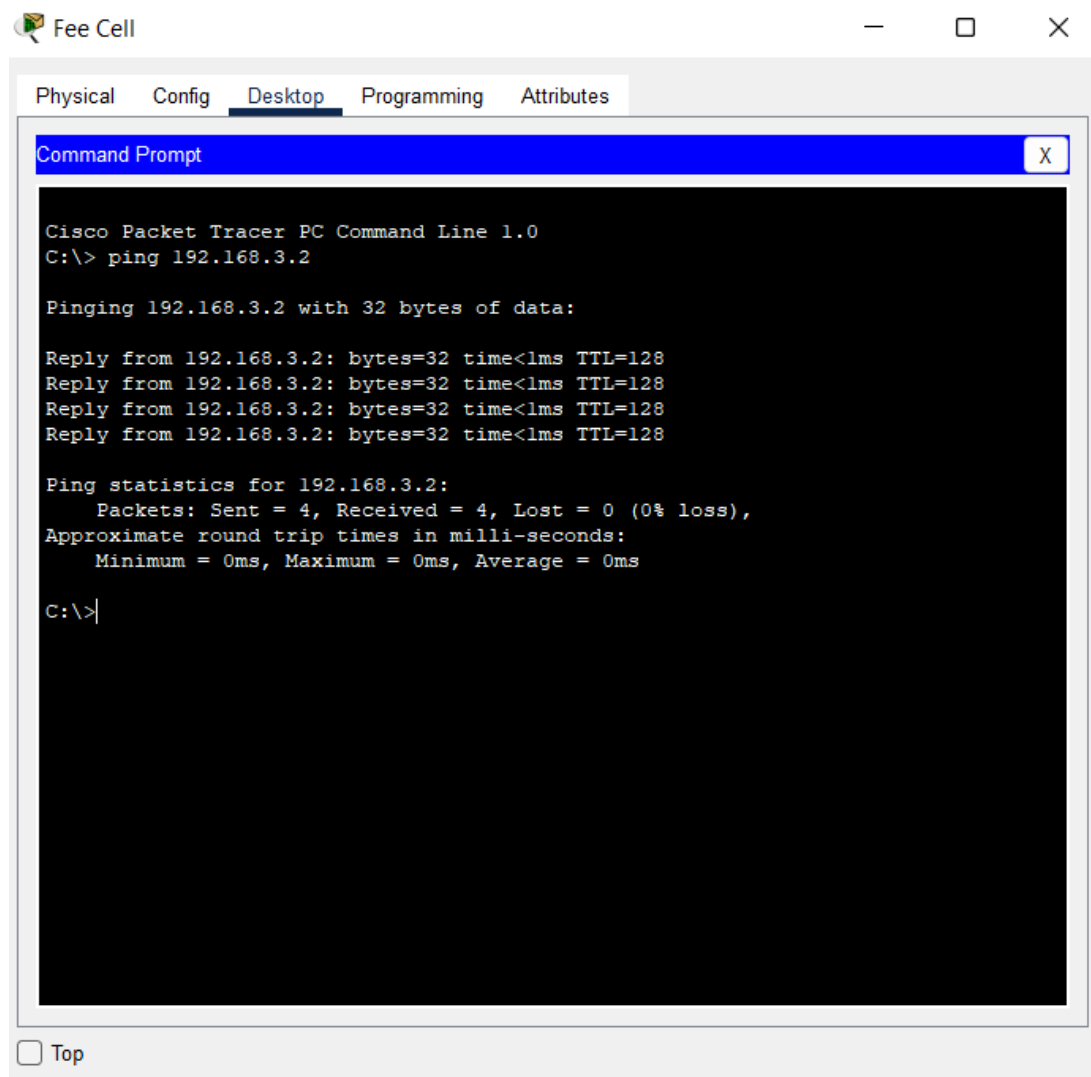 Fee Cell
Physical Config Desktop Programming Attributes
Command Prompt
X
Cisco Packet Tracer PC Command Line 1.0
C:\> ping 192.168.3.2
Pinging 192.168.3.2 with 32 bytes of data:
Reply from 192.168.3.2: bytes=32 time<1ms TTL=128
Reply from 192.168.3.2: bytes=32 time<1ms TTL=128
Reply from 192.168.3.2: bytes=32 time<1ms TTL=128
Reply from 192.168.3.2: bytes=32 time<1ms TTL=128
Ping statistics for 192.168.3.2:
Packets: Sent = 4, Received = 4, Lost = 0 (0% loss),
Approximate round trip times in milli-seconds:
Minimum = 0ms, Maximum = 0ms, Average = 0ms
C:\>
Top